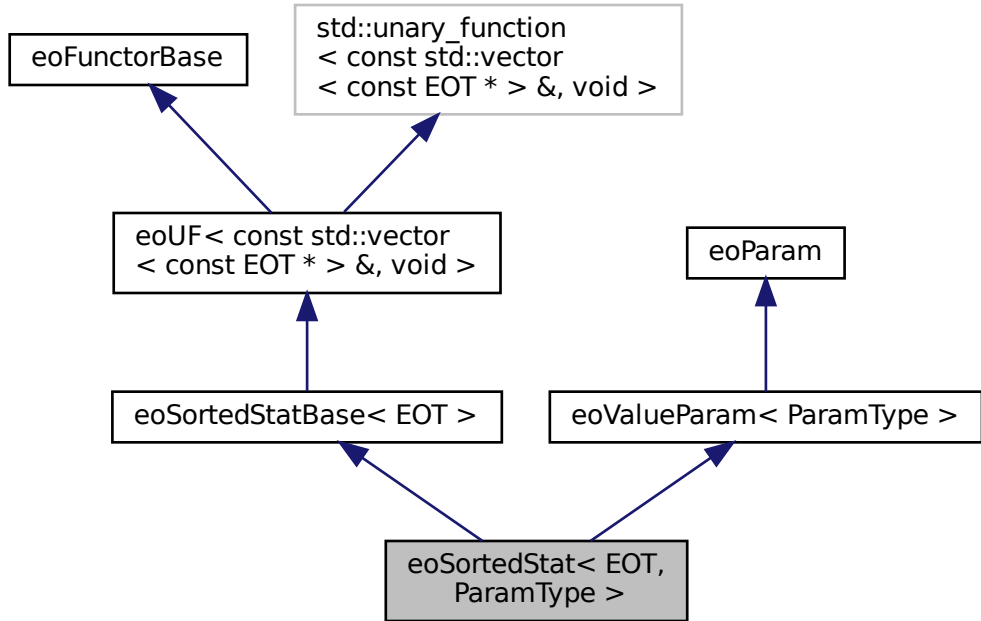 std::unary_function
< const std::vector
< const EOT * > &, void >
eoFunctorBase
eoUF< const std::vector
< const EOT * > &, void >
eoParam
eoSortedStatBase< EOT >
eoValueParam< ParamType >
eoSortedStat< EOT,
ParamType >